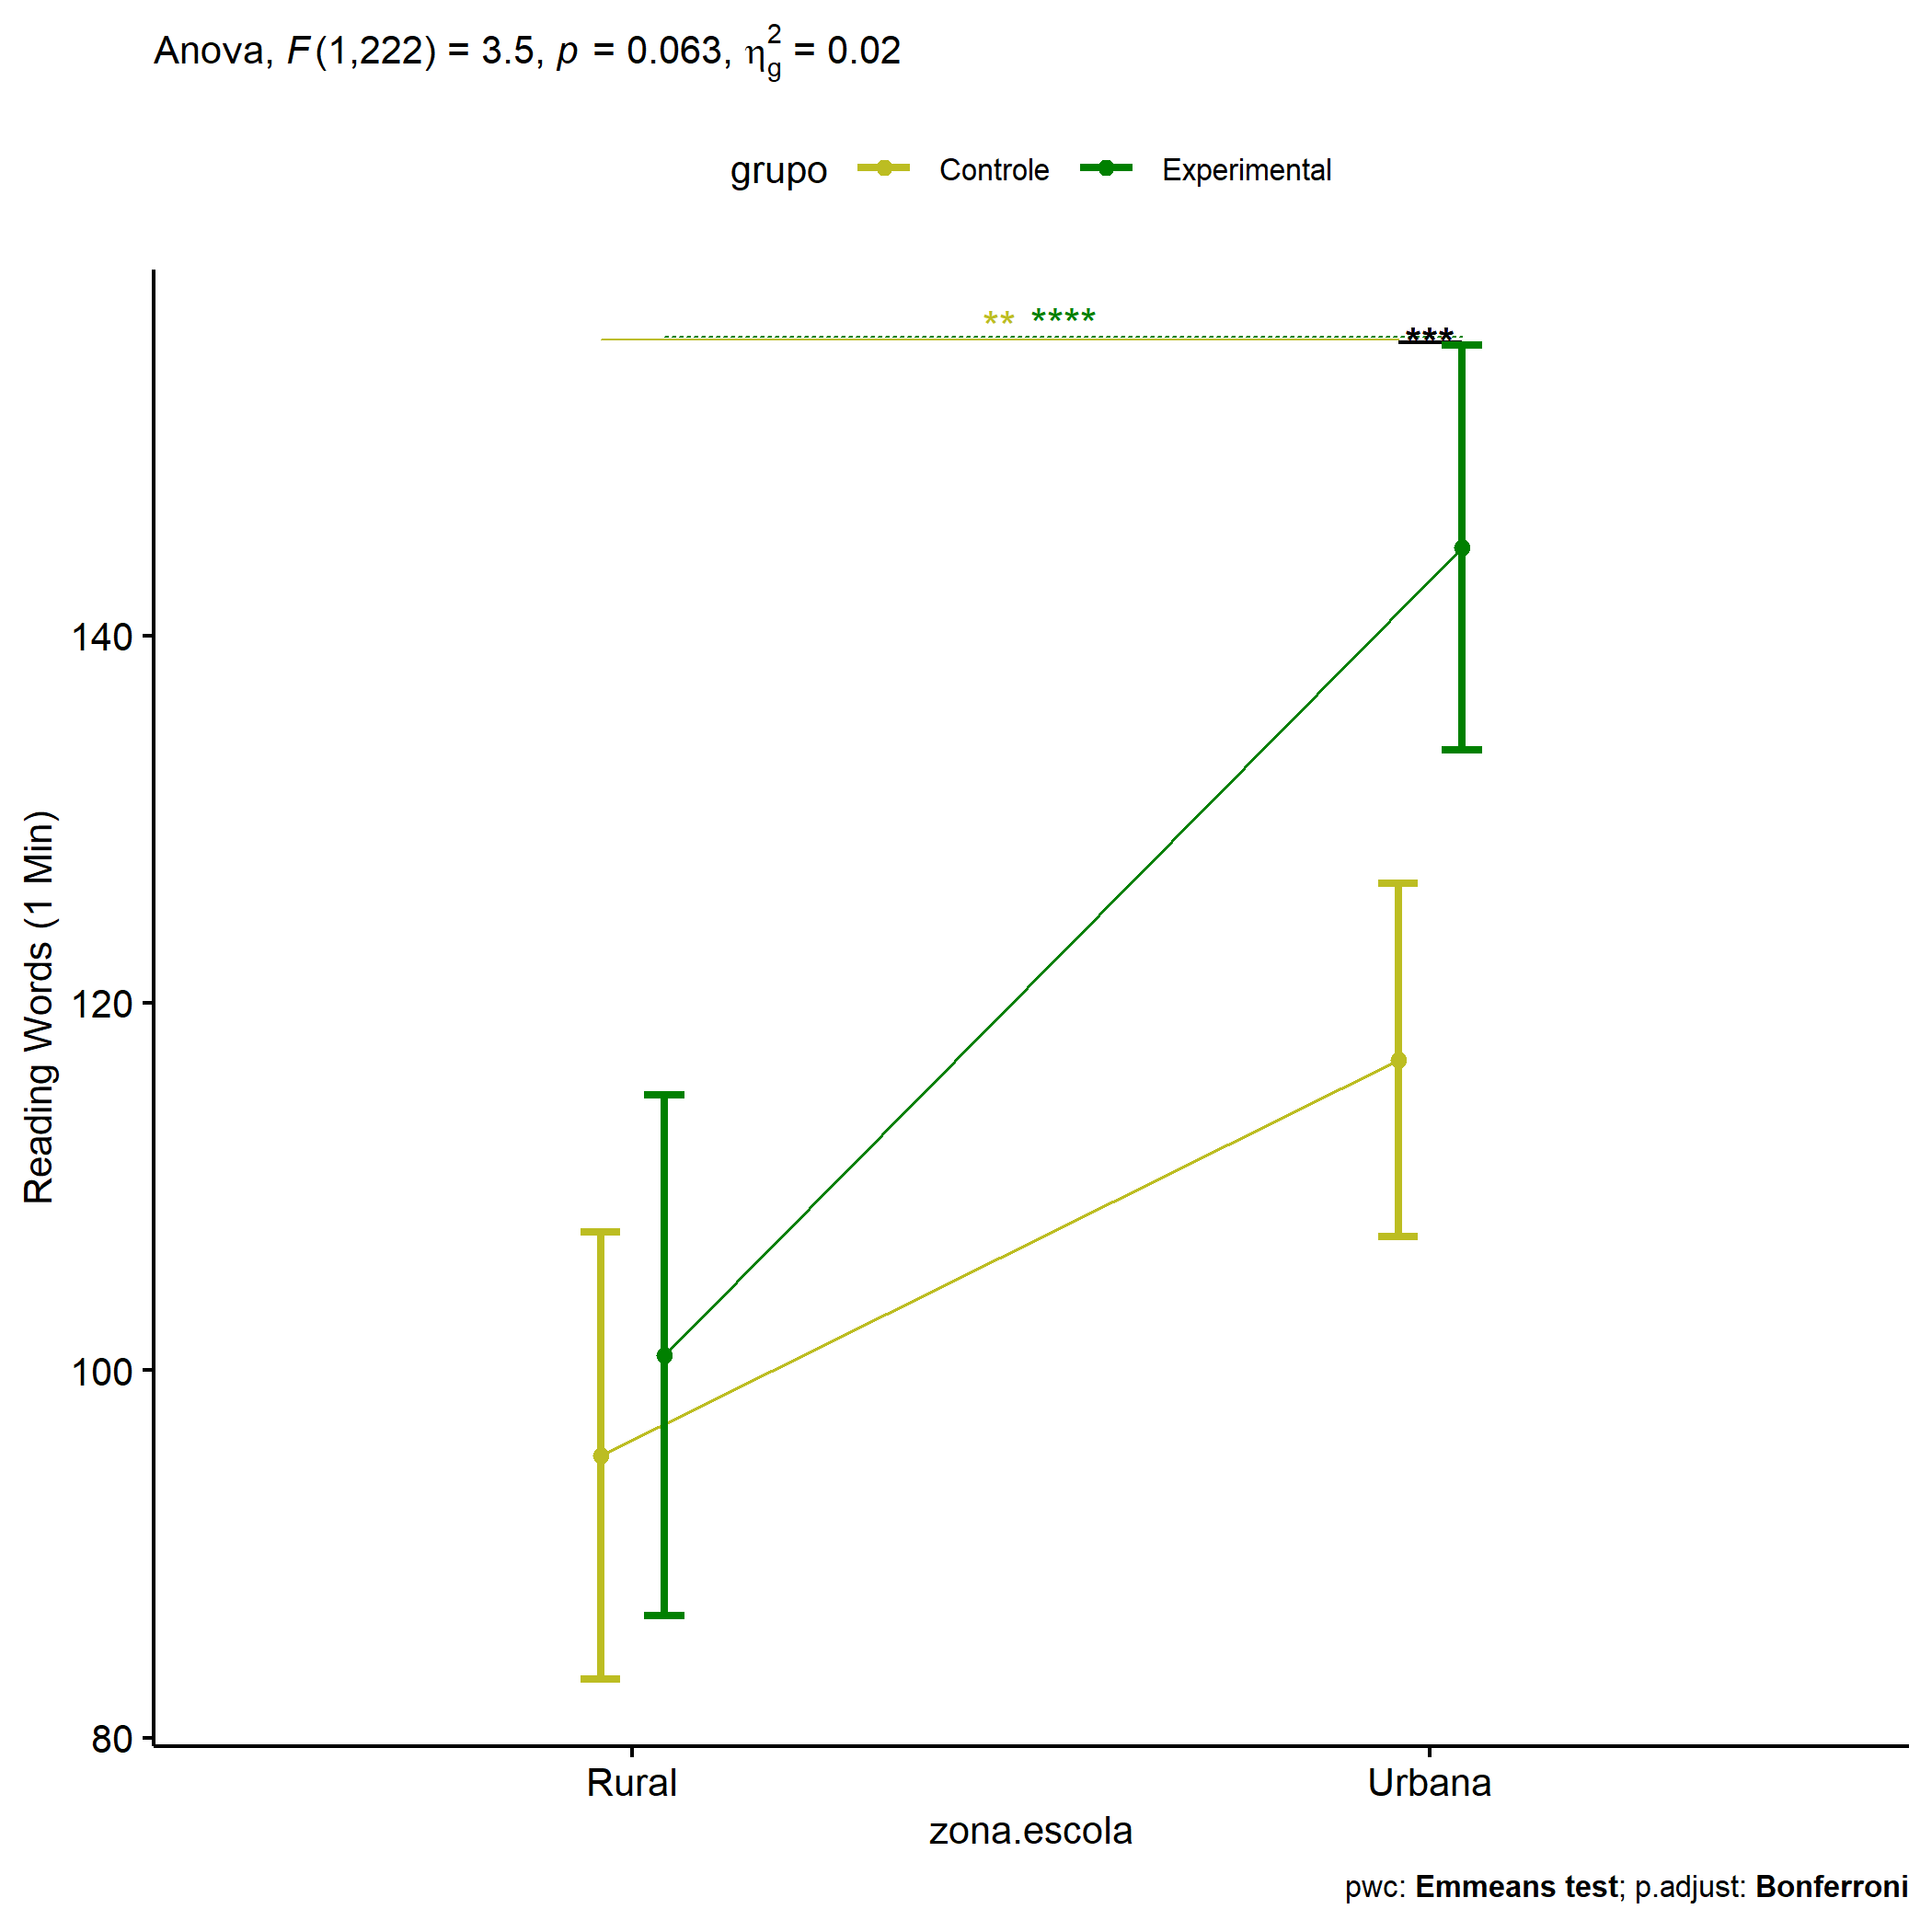 Anova, F(1,222) = 3.5, p = 0.063, η²g = 0.02
grupo Controle Experimental
** ****
***
140
120
100
80
Reading Words (1 Min)
Rural Urbana
zona.escola
pwc: Emmeans test; p.adjust: Bonferroni